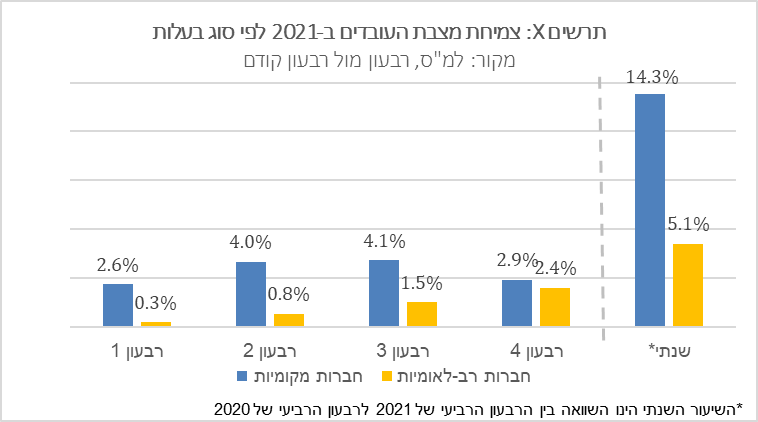 תרשים X: צמיחת מצבת העובדים ב-2021 לפי סוג בעלות
מקור: למ"ס, רבעון מול רבעון קודם
14.3%
5.1%
2.6%
0.3%
4.0%
0.8%
4.1%
1.5%
2.9%
2.4%
רבעון 1
רבעון 2
רבעון 3
רבעון 4
שנתי*
חברות מקומיות
חברות רב-לאומיות
*השיעור השנתי הינו השוואה בין הרבעון הרביעי של 2021 לרבעון הרביעי של 2020